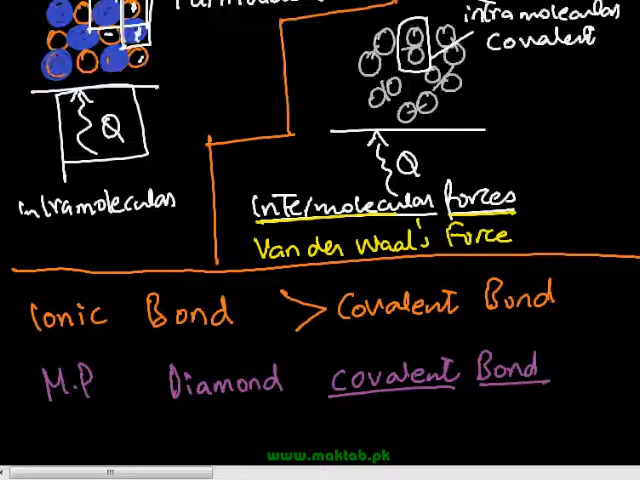 intramolecular
covalent
Q
Q
intramolecular
intermolecular forces
Van der Waal's Force
Ionic Bond > Covalent Bond
M.P Diamond covalent Bond
www.maktab.pk